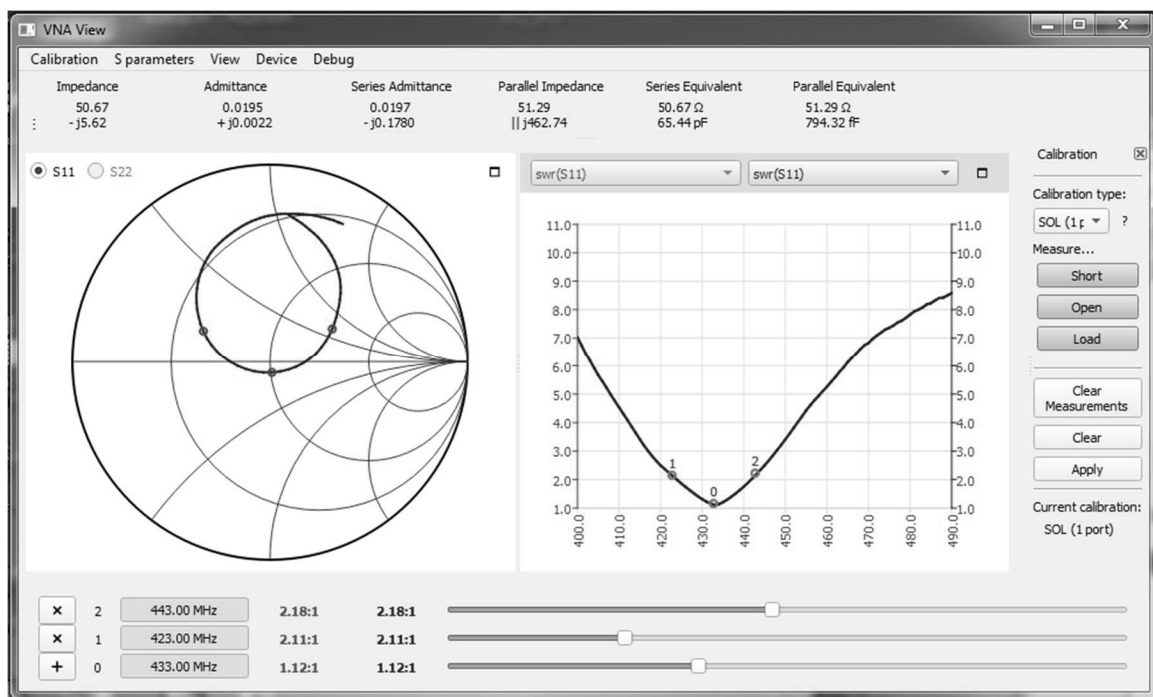 VNA View
Calibration S parameters View Device Debug
Impedance Admittance Series Admittance Parallel Impedance Series Equivalent Parallel Equivalent
50.67 0.0195 0.0197 51.29 50.67 Ω 51.29 Ω
- j5.62 + j0.0022 - j0.1780 || j462.74 65.44 pF 794.32 fF
S11 S22
swr(S11) swr(S11)
11.0 11.0
10.0 10.0
9.0 9.0
8.0 8.0
7.0 7.0
6.0 6.0
5.0 5.0
4.0 4.0
3.0 3.0
2.0 2.0
1.0 1.0
1 0 2
400.0 410.0 420.0 430.0 440.0 450.0 460.0 470.0 480.0 490.0
Calibration
Calibration type:
SOL (1 p ?
Measure...
Short
Open
Load
Clear
Measurements
Clear
Apply
Current calibration:
SOL (1 port)
2 443.00 MHz 2.18:1 2.18:1
1 423.00 MHz 2.11:1 2.11:1
+ 0 433.00 MHz 1.12:1 1.12:1